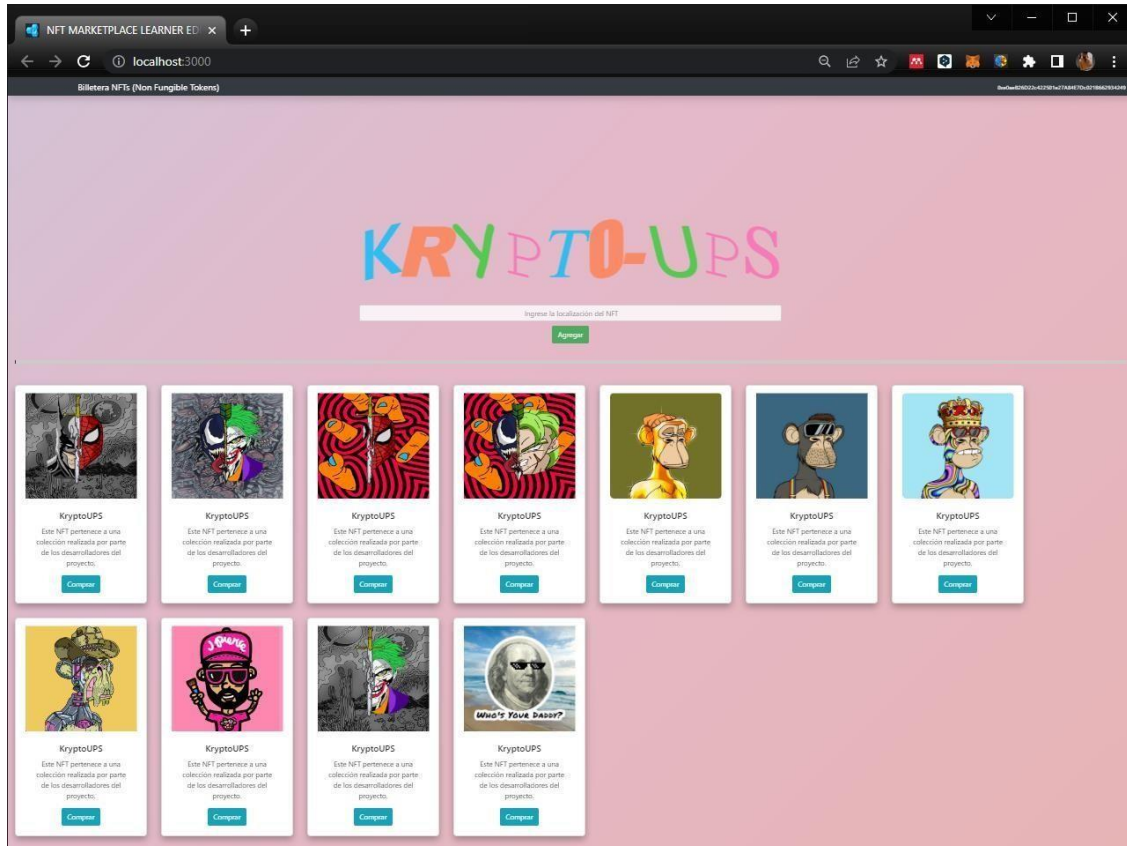 NFT MARKETPLACE LEARNER ED
localhost:3000
Billetera NFTs (Non Fungible Tokens)
KRYPTO-UPS
Ingrese la localización del NFT
Agregar
KryptoUPS
Este NFT pertenece a una
colección realizada por parte
de los desarrolladores del
proyecto.
Comprar
KryptoUPS
Este NFT pertenece a una
colección realizada por parte
de los desarrolladores del
proyecto.
Comprar
KryptoUPS
Este NFT pertenece a una
colección realizada por parte
de los desarrolladores del
proyecto.
Comprar
KryptoUPS
Este NFT pertenece a una
colección realizada por parte
de los desarrolladores del
proyecto.
Comprar
KryptoUPS
Este NFT pertenece a una
colección realizada por parte
de los desarrolladores del
proyecto.
Comprar
KryptoUPS
Este NFT pertenece a una
colección realizada por parte
de los desarrolladores del
proyecto.
Comprar
KryptoUPS
Este NFT pertenece a una
colección realizada por parte
de los desarrolladores del
proyecto.
Comprar
KryptoUPS
Este NFT pertenece a una
colección realizada por parte
de los desarrolladores del
proyecto.
Comprar
J PIERCE
KryptoUPS
Este NFT pertenece a una
colección realizada por parte
de los desarrolladores del
proyecto.
Comprar
KryptoUPS
Este NFT pertenece a una
colección realizada por parte
de los desarrolladores del
proyecto.
Comprar
WHO'S YOUR DADDY?
KryptoUPS
Este NFT pertenece a una
colección realizada por parte
de los desarrolladores del
proyecto.
Comprar